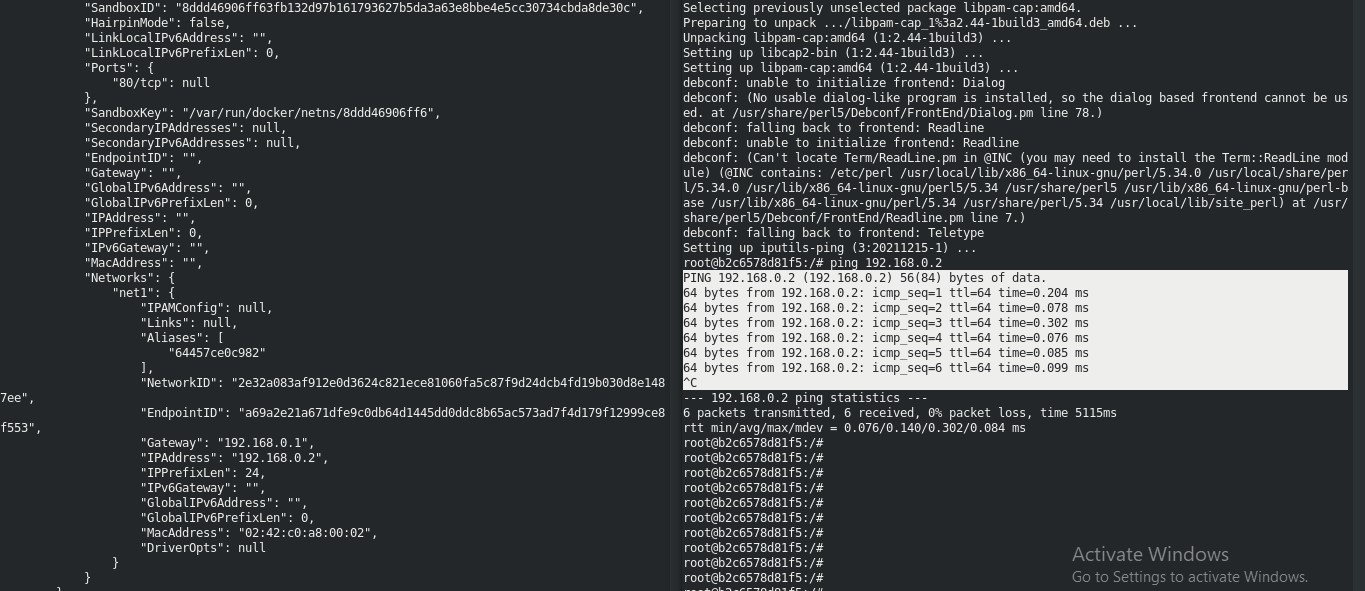 "SandboxID": "8ddd46906ff63fb132d97b161793627b5da3a63e8bbe4e5cc30734cbda8de30c",
            "HairpinMode": false,
            "LinkLocalIPv6Address": "",
            "LinkLocalIPv6PrefixLen": 0,
            "Ports": {
                "80/tcp": null
            },
            "SandboxKey": "/var/run/docker/netns/8ddd46906ff6",
            "SecondaryIPAddresses": null,
            "SecondaryIPv6Addresses": null,
            "EndpointID": "",
            "Gateway": "",
            "GlobalIPv6Address": "",
            "GlobalIPv6PrefixLen": 0,
            "IPAddress": "",
            "IPPrefixLen": 0,
            "IPv6Gateway": "",
            "MacAddress": "",
            "Networks": {
                "net1": {
                    "IPAMConfig": null,
                    "Links": null,
                    "Aliases": [
                        "64457ce0c982"
                    ],
                    "NetworkID": "2e32a083af912e0d3624c821ece81060fa5c87f9d24dcb4fd19b030d8e148
7ee",
                    "EndpointID": "a69a2e21a671dfe9c0db64d1445dd0ddc8b65ac573ad7f4d179f12999ce8
f553",
                    "Gateway": "192.168.0.1",
                    "IPAddress": "192.168.0.2",
                    "IPPrefixLen": 24,
                    "IPv6Gateway": "",
                    "GlobalIPv6Address": "",
                    "GlobalIPv6PrefixLen": 0,
                    "MacAddress": "02:42:c0:a8:00:02",
                    "DriverOpts": null
                }
            }
        }
Selecting previously unselected package libpam-cap:amd64.
Preparing to unpack .../libpam-cap_1%3a2.44-1build3_amd64.deb ...
Unpacking libpam-cap:amd64 (1:2.44-1build3) ...
Setting up libcap2-bin (1:2.44-1build3) ...
Setting up libpam-cap:amd64 (1:2.44-1build3) ...
debconf: unable to initialize frontend: Dialog
debconf: (No usable dialog-like program is installed, so the dialog based frontend cannot be us
ed. at /usr/share/perl5/Debconf/FrontEnd/Dialog.pm line 78.)
debconf: falling back to frontend: Readline
debconf: unable to initialize frontend: Readline
debconf: (Can't locate Term/ReadLine.pm in @INC (you may need to install the Term::ReadLine mod
ule) (@INC contains: /etc/perl /usr/local/lib/x86_64-linux-gnu/perl/5.34.0 /usr/local/share/per
l/5.34.0 /usr/lib/x86_64-linux-gnu/perl5/5.34 /usr/share/perl5 /usr/lib/x86_64-linux-gnu/perl-b
ase /usr/lib/x86_64-linux-gnu/perl/5.34 /usr/share/perl/5.34 /usr/local/lib/site_perl) at /usr/
share/perl5/Debconf/FrontEnd/Readline.pm line 7.)
debconf: falling back to frontend: Teletype
Setting up iputils-ping (3:20211215-1) ...
root@b2c6578d81f5:/# ping 192.168.0.2
PING 192.168.0.2 (192.168.0.2) 56(84) bytes of data.
64 bytes from 192.168.0.2: icmp_seq=1 ttl=64 time=0.204 ms
64 bytes from 192.168.0.2: icmp_seq=2 ttl=64 time=0.078 ms
64 bytes from 192.168.0.2: icmp_seq=3 ttl=64 time=0.302 ms
64 bytes from 192.168.0.2: icmp_seq=4 ttl=64 time=0.076 ms
64 bytes from 192.168.0.2: icmp_seq=5 ttl=64 time=0.085 ms
64 bytes from 192.168.0.2: icmp_seq=6 ttl=64 time=0.099 ms
^C
--- 192.168.0.2 ping statistics ---
6 packets transmitted, 6 received, 0% packet loss, time 5115ms
rtt min/avg/max/mdev = 0.076/0.140/0.302/0.084 ms
root@b2c6578d81f5:/#
root@b2c6578d81f5:/#
root@b2c6578d81f5:/#
root@b2c6578d81f5:/#
root@b2c6578d81f5:/#
root@b2c6578d81f5:/#
root@b2c6578d81f5:/#
root@b2c6578d81f5:/#
root@b2c6578d81f5:/#
root@b2c6578d81f5:/#
root@b2c6578d81f5:/#
Activate Windows
Go to Settings to activate Windows.